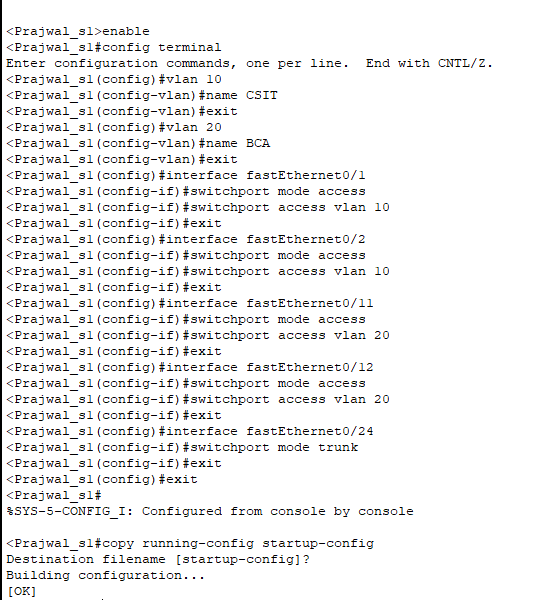 <Prajwal_s1>enable
<Prajwal_s1#config terminal
Enter configuration commands, one per line.  End with CNTL/Z.
<Prajwal_s1(config)#vlan 10
<Prajwal_s1(config-vlan)#name CSIT
<Prajwal_s1(config-vlan)#exit
<Prajwal_s1(config)#vlan 20
<Prajwal_s1(config-vlan)#name BCA
<Prajwal_s1(config-vlan)#exit
<Prajwal_s1(config)#interface fastEthernet0/1
<Prajwal_s1(config-if)#switchport mode access
<Prajwal_s1(config-if)#switchport access vlan 10
<Prajwal_s1(config-if)#exit
<Prajwal_s1(config)#interface fastEthernet0/2
<Prajwal_s1(config-if)#switchport mode access
<Prajwal_s1(config-if)#switchport access vlan 10
<Prajwal_s1(config-if)#exit
<Prajwal_s1(config)#interface fastEthernet0/11
<Prajwal_s1(config-if)#switchport mode access
<Prajwal_s1(config-if)#switchport access vlan 20
<Prajwal_s1(config-if)#exit
<Prajwal_s1(config)#interface fastEthernet0/12
<Prajwal_s1(config-if)#switchport mode access
<Prajwal_s1(config-if)#switchport access vlan 20
<Prajwal_s1(config-if)#exit
<Prajwal_s1(config)#interface fastEthernet0/24
<Prajwal_s1(config-if)#switchport mode trunk
<Prajwal_s1(config-if)#exit
<Prajwal_s1(config)#exit
<Prajwal_s1#
%SYS-5-CONFIG_I: Configured from console by console

<Prajwal_s1#copy running-config startup-config
Destination filename [startup-config]?
Building configuration...
[OK]